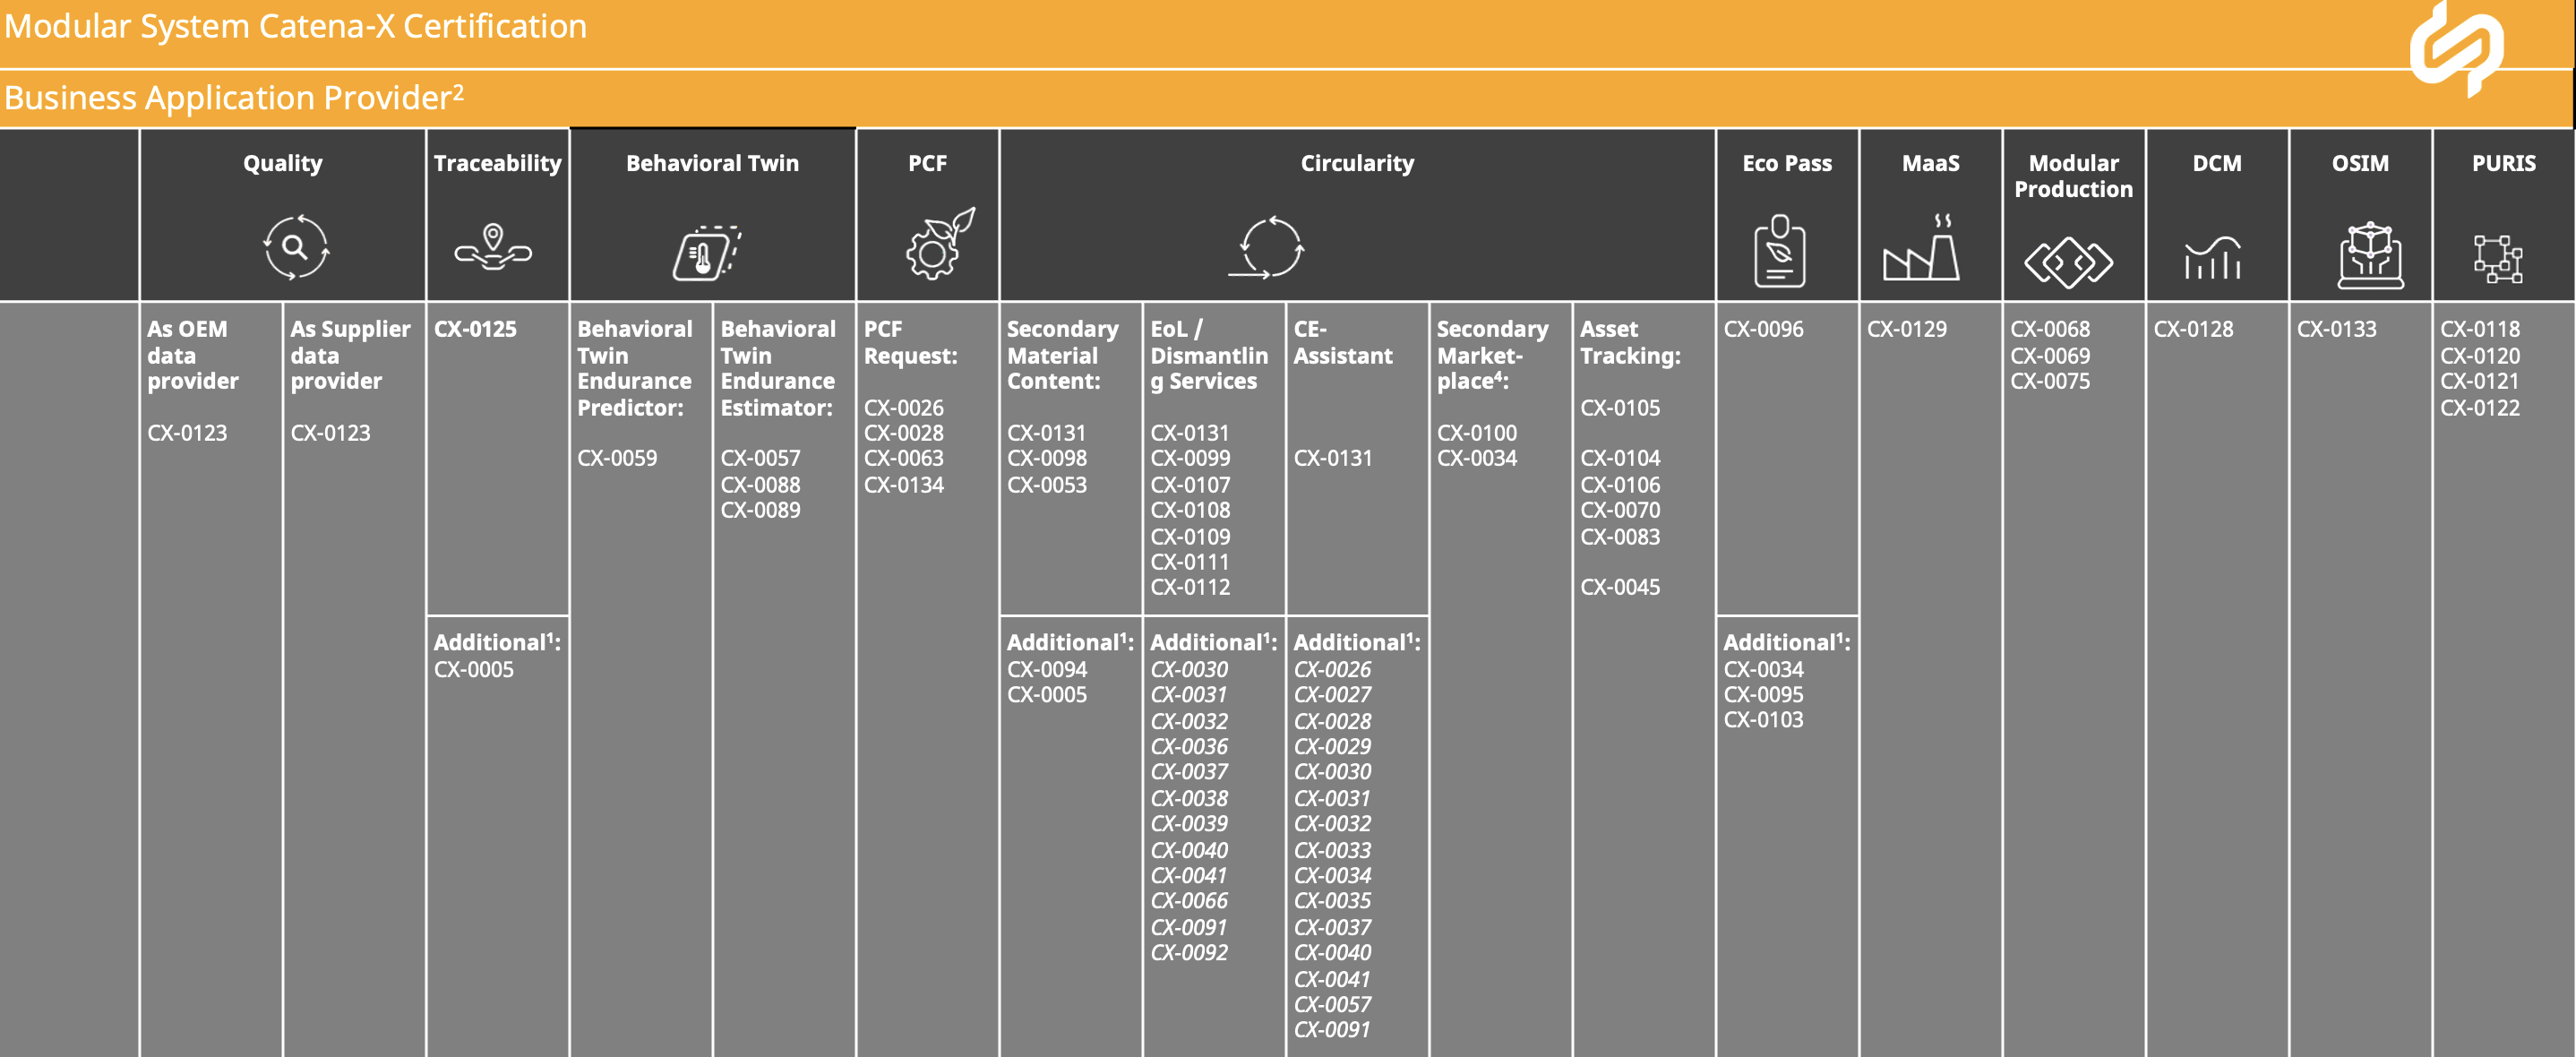 Modular System Catena-X Certification
Business Application Provider²
Quality
Traceability
Behavioral Twin
PCF
Circularity
Eco Pass
MaaS
Modular
Production
DCM
OSIM
PURIS
As OEM
data
provider
CX-0123
As Supplier
data
provider
CX-0123
CX-0125
Additional¹:
CX-0005
Behavioral
Twin
Endurance
Predictor:
CX-0059
Behavioral
Twin
Endurance
Estimator:
CX-0057
CX-0088
CX-0089
PCF
Request:
CX-0026
CX-0028
CX-0063
CX-0134
Secondary
Material
Content:
CX-0131
CX-0098
CX-0053
Additional¹:
CX-0094
CX-0005
EoL /
Dismantlin
g Services
CX-0131
CX-0099
CX-0107
CX-0108
CX-0109
CX-0111
CX-0112
Additional¹:
CX-0030
CX-0031
CX-0032
CX-0036
CX-0037
CX-0038
CX-0039
CX-0040
CX-0041
CX-0066
CX-0091
CX-0092
CE-
Assistant
CX-0131
Additional¹:
CX-0026
CX-0027
CX-0028
CX-0029
CX-0030
CX-0031
CX-0032
CX-0033
CX-0034
CX-0035
CX-0037
CX-0040
CX-0041
CX-0057
CX-0091
Secondary
Market-
place⁴:
CX-0100
CX-0034
Asset
Tracking:
CX-0105
CX-0104
CX-0106
CX-0070
CX-0083
CX-0045
CX-0096
Additional¹:
CX-0034
CX-0095
CX-0103
CX-0129
CX-0068
CX-0069
CX-0075
CX-0128
CX-0133
CX-0118
CX-0120
CX-0121
CX-0122